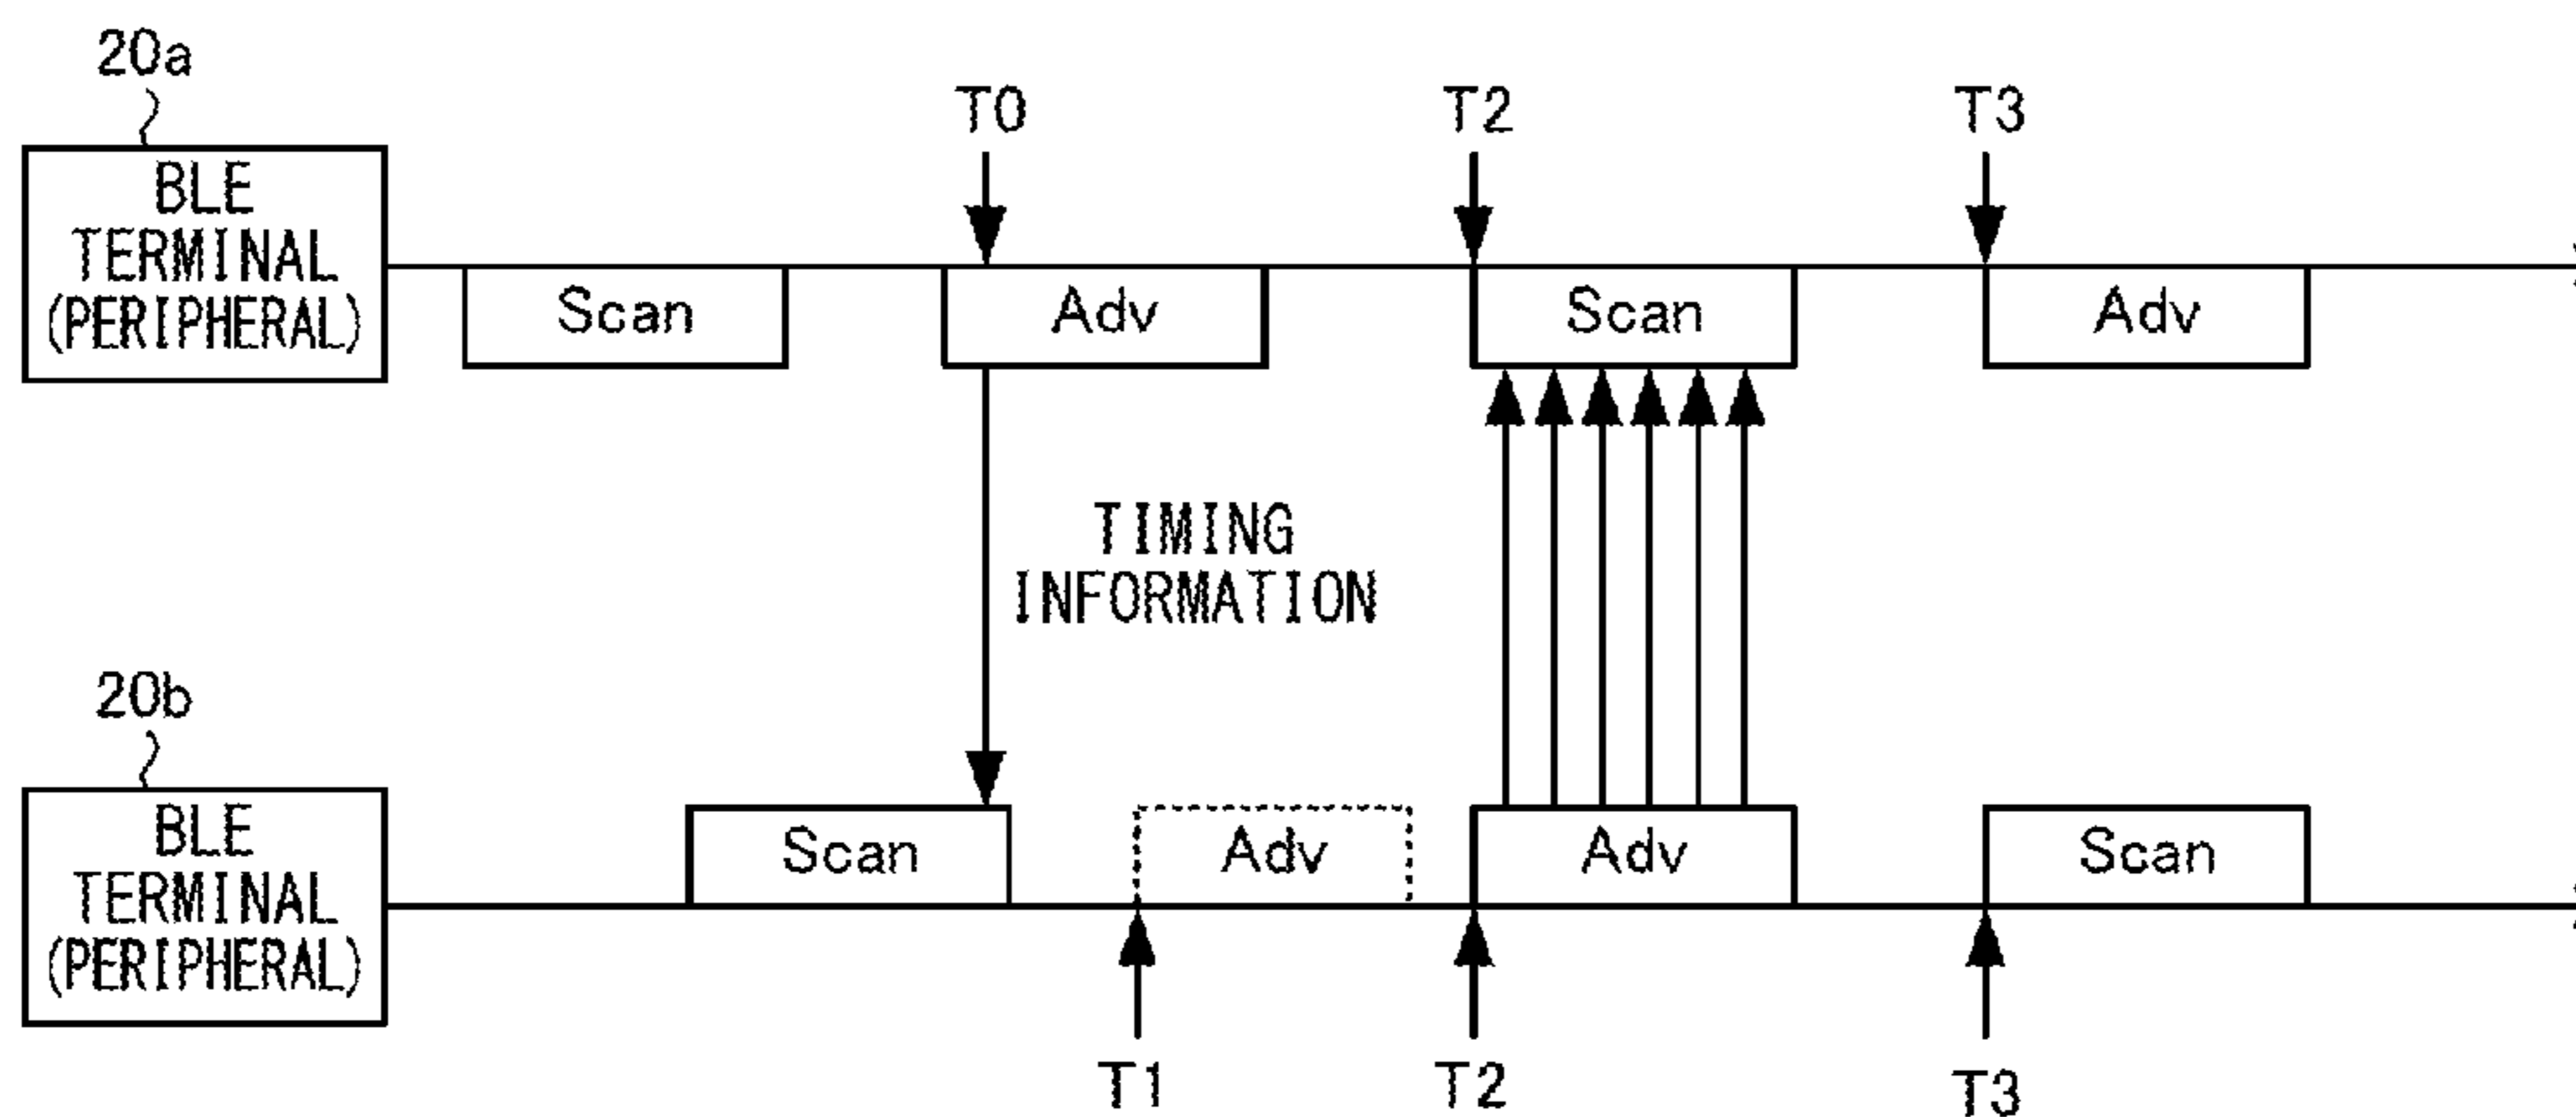 20a
T0
T2
T3
BLE
TERMINAL
(PERIPHERAL)
Scan
Adv
Scan
Adv
TIMING
INFORMATION
20b
BLE
TERMINAL
(PERIPHERAL)
Scan
Adv
Adv
Scan
T1
T2
T3